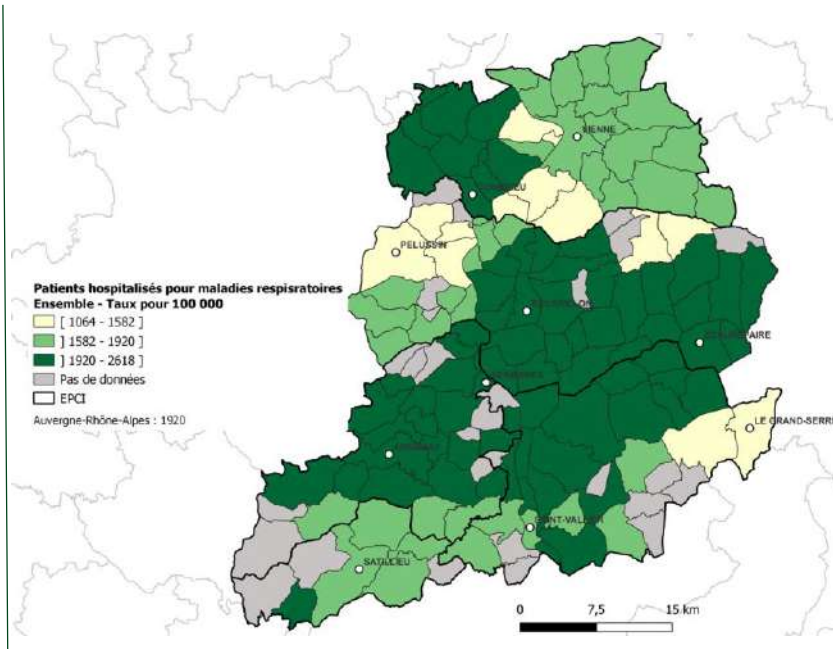 VIENNE
PELUSSIN
Patients hospitalisés pour maladies respisratoires
Ensemble - Taux pour 100 000
[ 1064 - 1582 ]
] 1582 - 1920 ]
] 1920 - 2618 ]
Pas de données
EPCI
Auvergne-Rhône-Alpes : 1920
LE GRAND-SERRE
SAINT-VALLIER
SATILLIEU
0 7,5 15 km